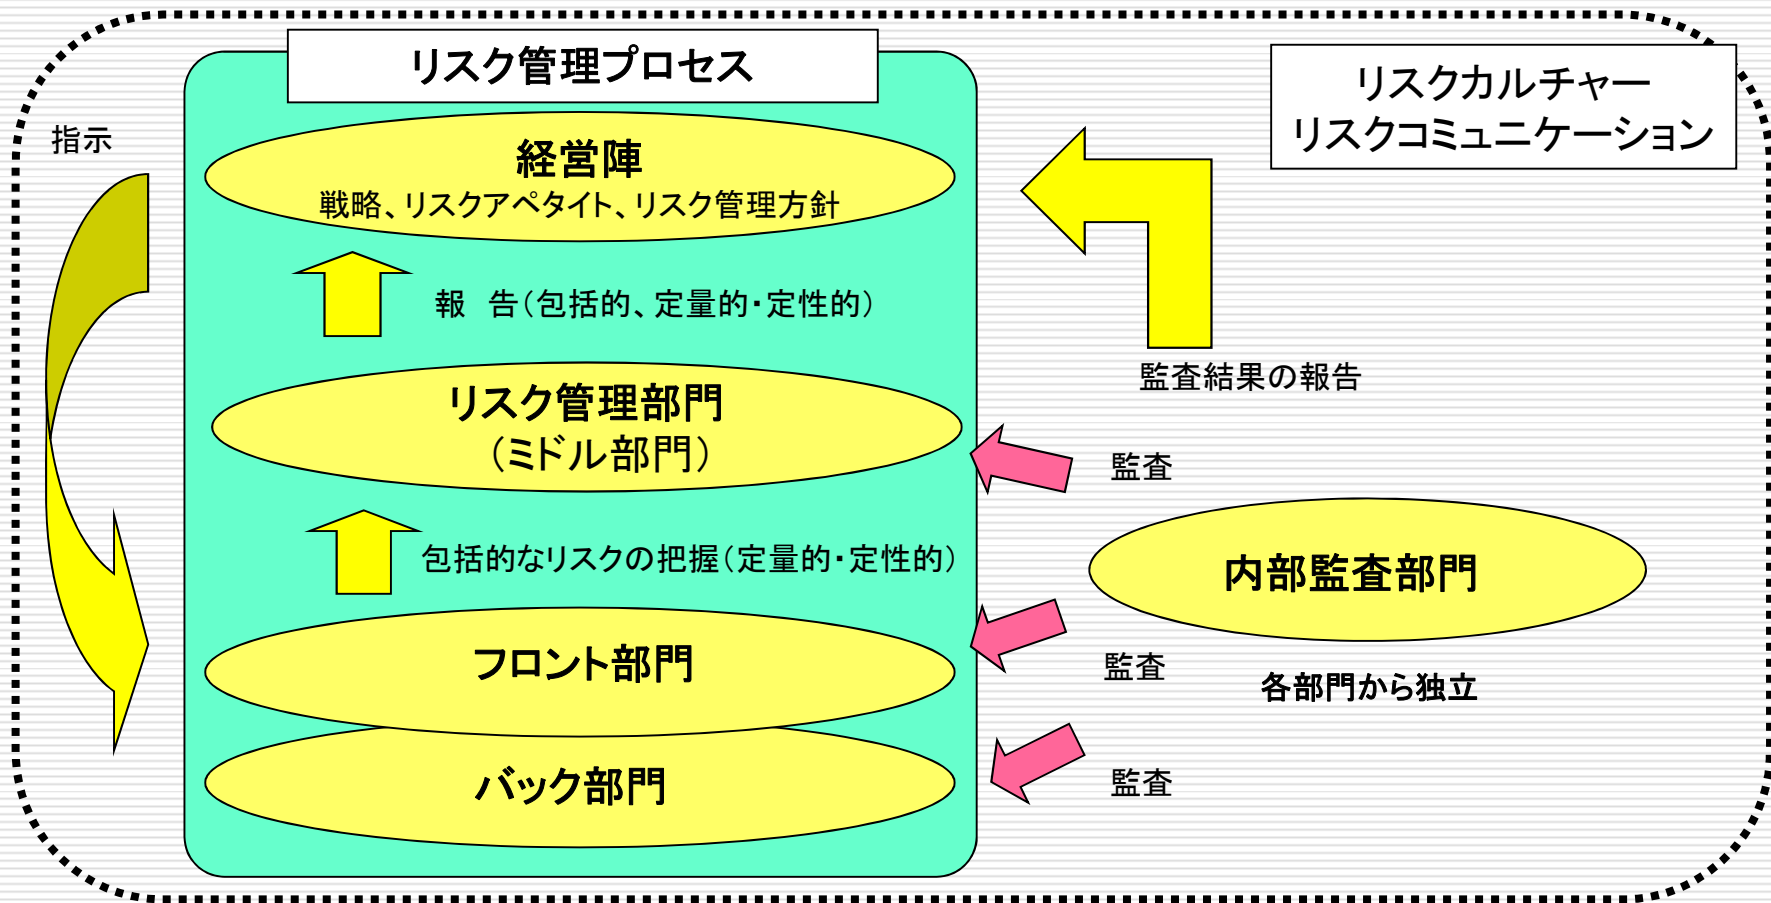 リスク管理プロセス
リスクカルチャー
リスクコミュニケーション
指示
経営陣
戦略、リスクアペタイト、リスク管理方針
報　告（包括的、定量的・定性的）
監査結果の報告
リスク管理部門
（ミドル部門）
監査
包括的なリスクの把握（定量的・定性的）
内部監査部門
フロント部門
監査
各部門から独立
バック部門
監査